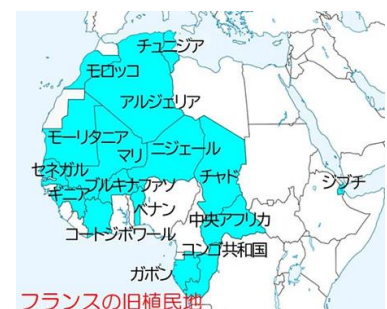 チュニジア
モロッコ
アルジェリア
モーリタニア
マリ
ニジェール
セネガル
ギニア
ブルキナファソ
チャド
ジブチ
ベナン
中央アフリカ
コートジボワール
コンゴ共和国
ガボン
フランスの旧植民地